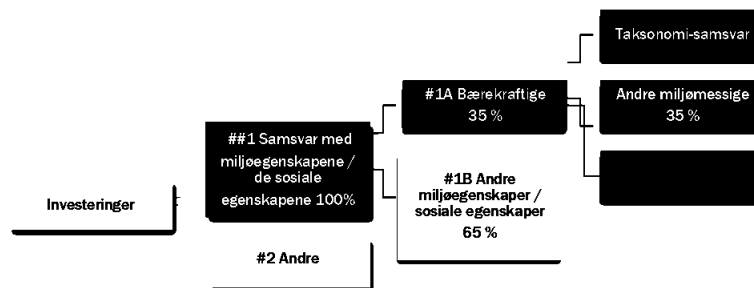 Taksonomi-samsvar
#1A Bærekraftige
35 %
Andre miljømessige
35 %
##1 Samsvar med
miljøegenskapene /
de sosiale
egenskapene 100%
#1B Andre
miljøegenskaper /
sosiale egenskaper
65 %
Investeringer
#2 Andre